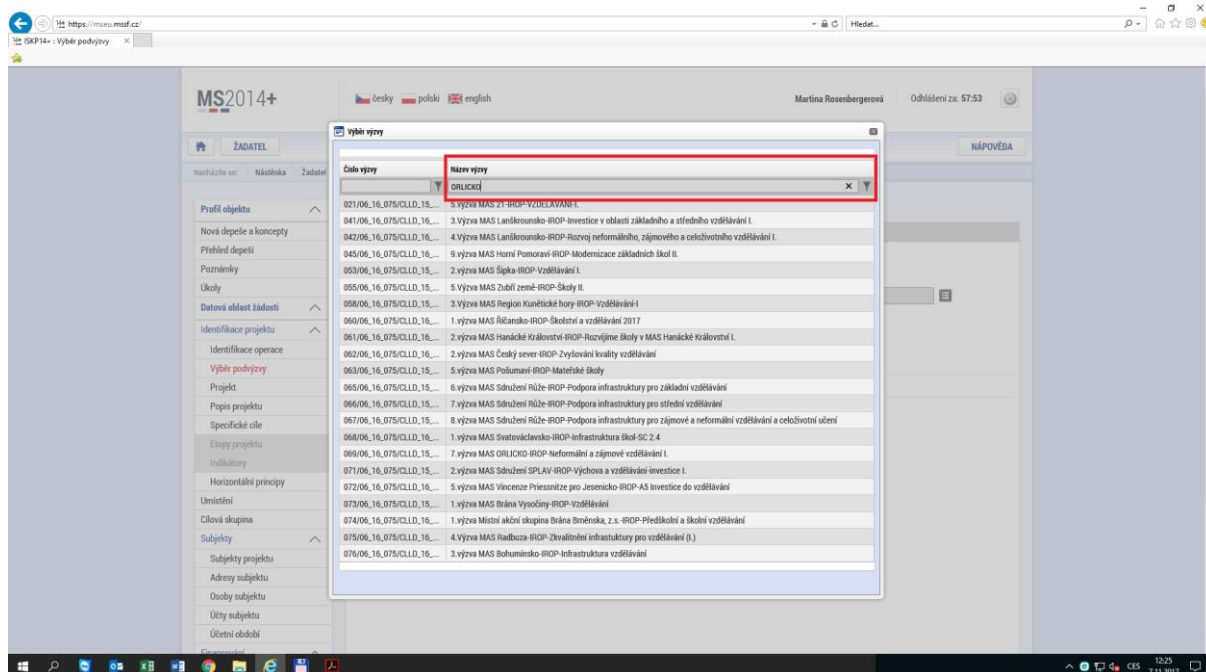 https://mseu.mssf.cz/
Hledat...
ISKP14+ : Výběr podvýzvy
MS2014+
česky polski english
Martina Rosenbergerová
Odhlášení za: 57:53
Výběr výzvy
ŽADATEL
NÁPOVĚDA
Nacházíte se: Nástěnka Žadatel
Číslo výzvy Název výzvy
ORLICKO
021/06_16_075/CLLD_15_... 5.výzva MAS 21-IROP-VZDĚLÁVÁNÍ-I.
041/06_16_075/CLLD_16_... 3.Výzva MAS Lanškrounsko-IROP-Investice v oblasti základního a středního vzdělávání I.
042/06_16_075/CLLD_16_... 4.Výzva MAS Lanškrounsko-IROP-Rozvoj neformálního, zájmového a celoživotního vzdělávání I.
045/06_16_075/CLLD_16_... 9.výzva MAS Horní Pomoraví-IROP-Modernizace základních škol II.
053/06_16_075/CLLD_15_... 2.výzva MAS Šipka-IROP-Vzdělávání I.
055/06_16_075/CLLD_15_... 5.Výzva MAS Zubří země-IROP-Školy II.
058/06_16_075/CLLD_15_... 3.Výzva MAS Region Kunětické hory-IROP-Vzdělávání-I
060/06_16_075/CLLD_16_... 1.výzva MAS Říčansko-IROP-Školství a vzdělávání 2017
061/06_16_075/CLLD_16_... 2.výzva MAS Hanácké Království-IROP-Rozvíjíme školy v MAS Hanácké Království I.
062/06_16_075/CLLD_16_... 2.výzva MAS Český sever-IROP-Zvyšování kvality vzdělávání
063/06_16_075/CLLD_15_... 5.výzva MAS Pošumaví-IROP-Mateřské školy
065/06_16_075/CLLD_15_... 6.výzva MAS Sdružení Růže-IROP-Podpora infrastruktury pro základní vzdělávání
066/06_16_075/CLLD_15_... 7.výzva MAS Sdružení Růže-IROP-Podpora infrastruktury pro střední vzdělávání
067/06_16_075/CLLD_15_... 8.výzva MAS Sdružení Růže-IROP-Podpora infrastruktury pro zájmové a neformální vzdělávání a celoživotní učení
068/06_16_075/CLLD_16_... 1.výzva MAS Svatováclavsko-IROP-Infrastruktura škol-SC 2.4
069/06_16_075/CLLD_15_... 7.výzva MAS ORLICKO-IROP-Neformální a zájmové vzdělávání I.
071/06_16_075/CLLD_15_... 2.výzva MAS Sdružení SPLAV-IROP-Výchova a vzdělávání-investice I.
072/06_16_075/CLLD_16_... 5.výzva MAS Vincenze Priessnitze pro Jesenicko-IROP-A5 Investice do vzdělávání
073/06_16_075/CLLD_15_... 1.výzva MAS Brána Vysočiny-IROP-Vzdělávání
074/06_16_075/CLLD_16_... 1.výzva Místní akční skupina Brána Brněnska, z.s.-IROP-Předškolní a školní vzdělávání
075/06_16_075/CLLD_16_... 4.Výzva MAS Radbuza-IROP-Zkvalitnění infrastuktury pro vzdělávání (I.)
076/06_16_075/CLLD_16_... 3.výzva MAS Bohumínsko-IROP-Infrastruktura vzdělávání
Profil objektu
Nová depeše a koncepty
Přehled depeší
Poznámky
Úkoly
Datová oblast žádosti
Identifikace projektu
Identifikace operace
Výběr podvýzvy
Projekt
Popis projektu
Specifické cíle
Etapy projektu
Indikátory
Horizontální principy
Umístění
Cílová skupina
Subjekty
Subjekty projektu
Adresy subjektu
Osoby subjektu
Účty subjektu
Účetní období
Financování
CES
12:25
7.11.2017